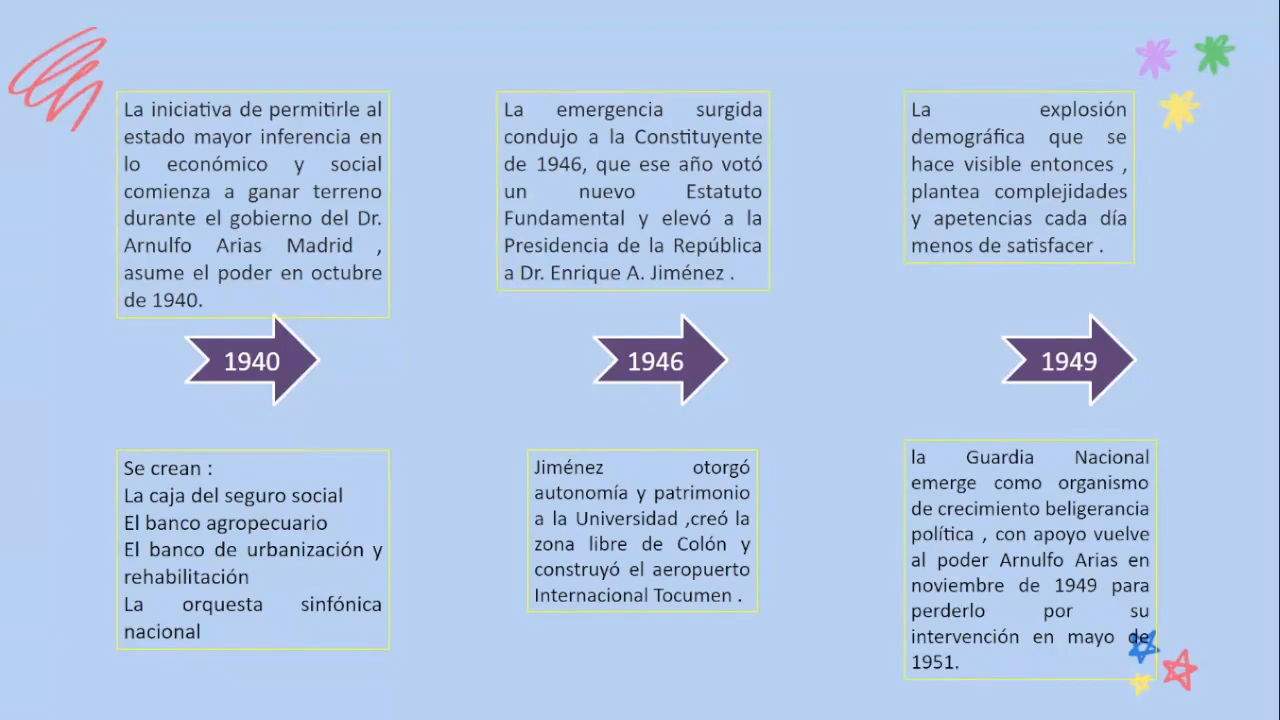 La iniciativa de permitirle al
estado mayor inferencia en
lo económico y social
comienza a ganar terreno
durante el gobierno del Dr.
Arnulfo Arias Madrid ,
asume el poder en octubre
de 1940.
La emergencia surgida
condujo a la Constituyente
de 1946, que ese año votó
un nuevo Estatuto
Fundamental y elevó a la
Presidencia de la República
a Dr. Enrique A. Jiménez .
La explosión
demográfica que se
hace visible entonces ,
plantea complejidades
y apetencias cada día
menos de satisfacer .
1940
1946
1949
Se crean :
La caja del seguro social
El banco agropecuario
El banco de urbanización y
rehabilitación
La orquesta sinfónica
nacional
Jiménez otorgó
autonomía y patrimonio
a la Universidad ,creó la
zona libre de Colón y
construyó el aeropuerto
Internacional Tocumen .
la Guardia Nacional
emerge como organismo
de crecimiento beligerancia
política , con apoyo vuelve
al poder Arnulfo Arias en
noviembre de 1949 para
perderlo por su
intervención en mayo de
1951.